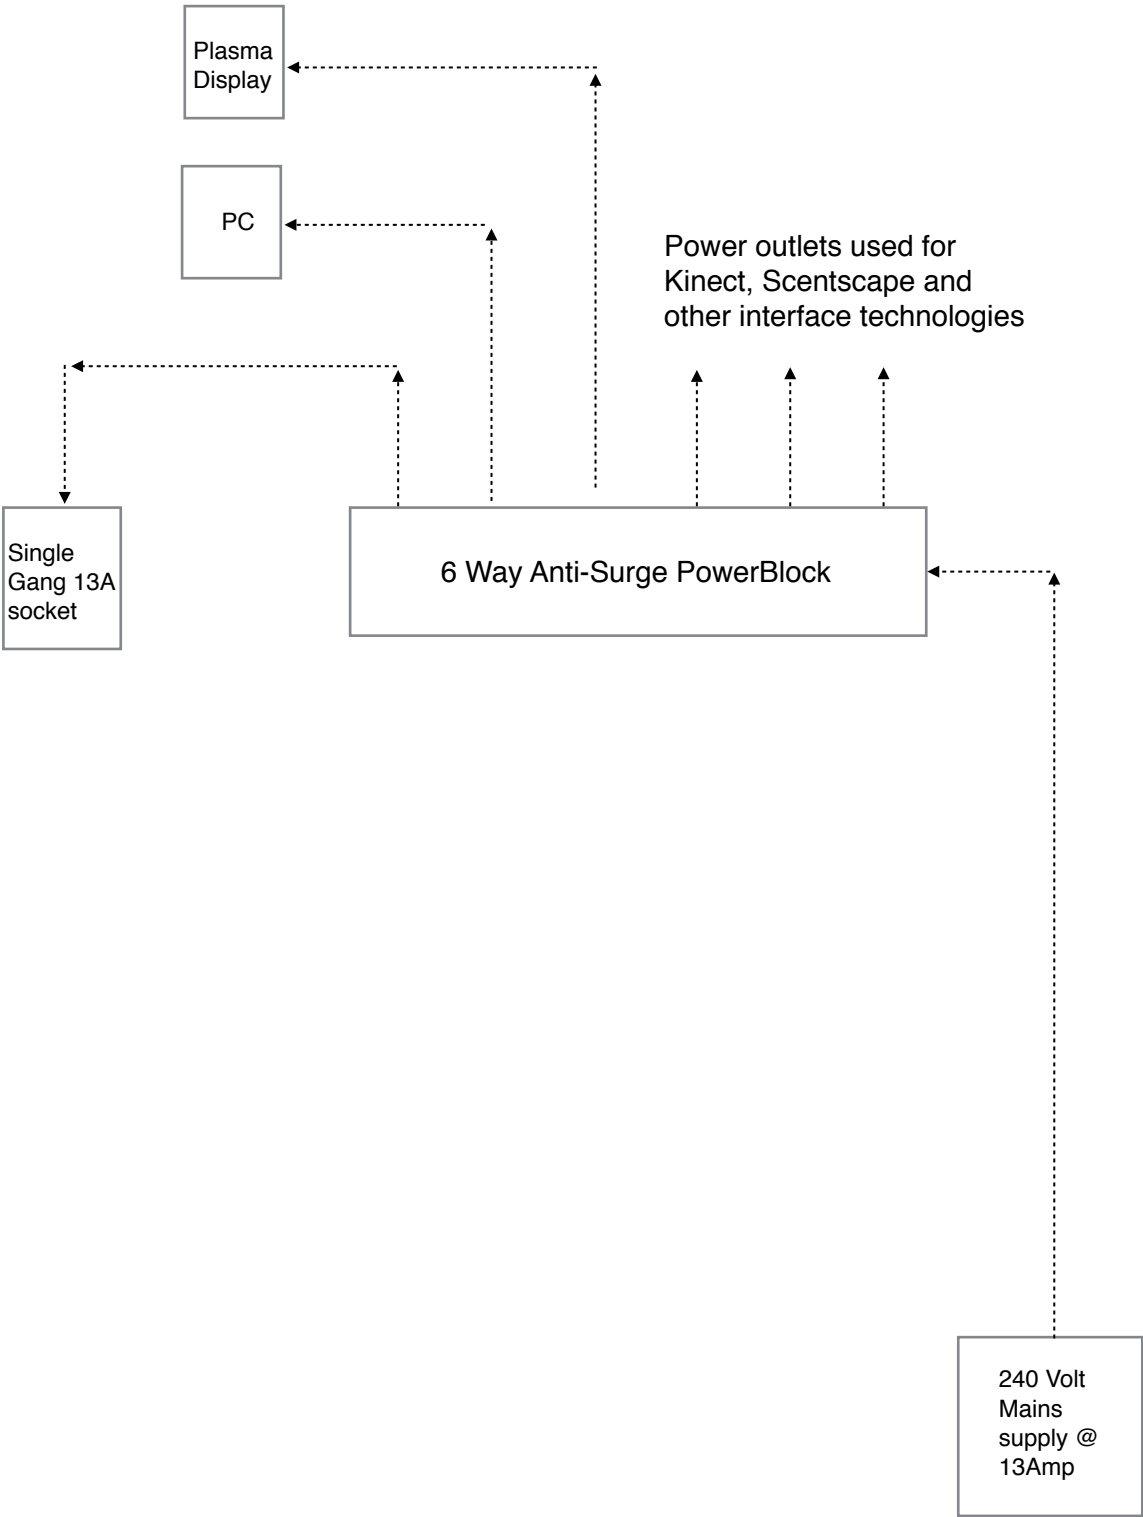 Plasma
Display
PC
Power outlets used for
Kinect, Scentscape and
other interface technologies
Single
Gang 13A
socket
6 Way Anti-Surge PowerBlock
240 Volt
Mains
supply @
13Amp